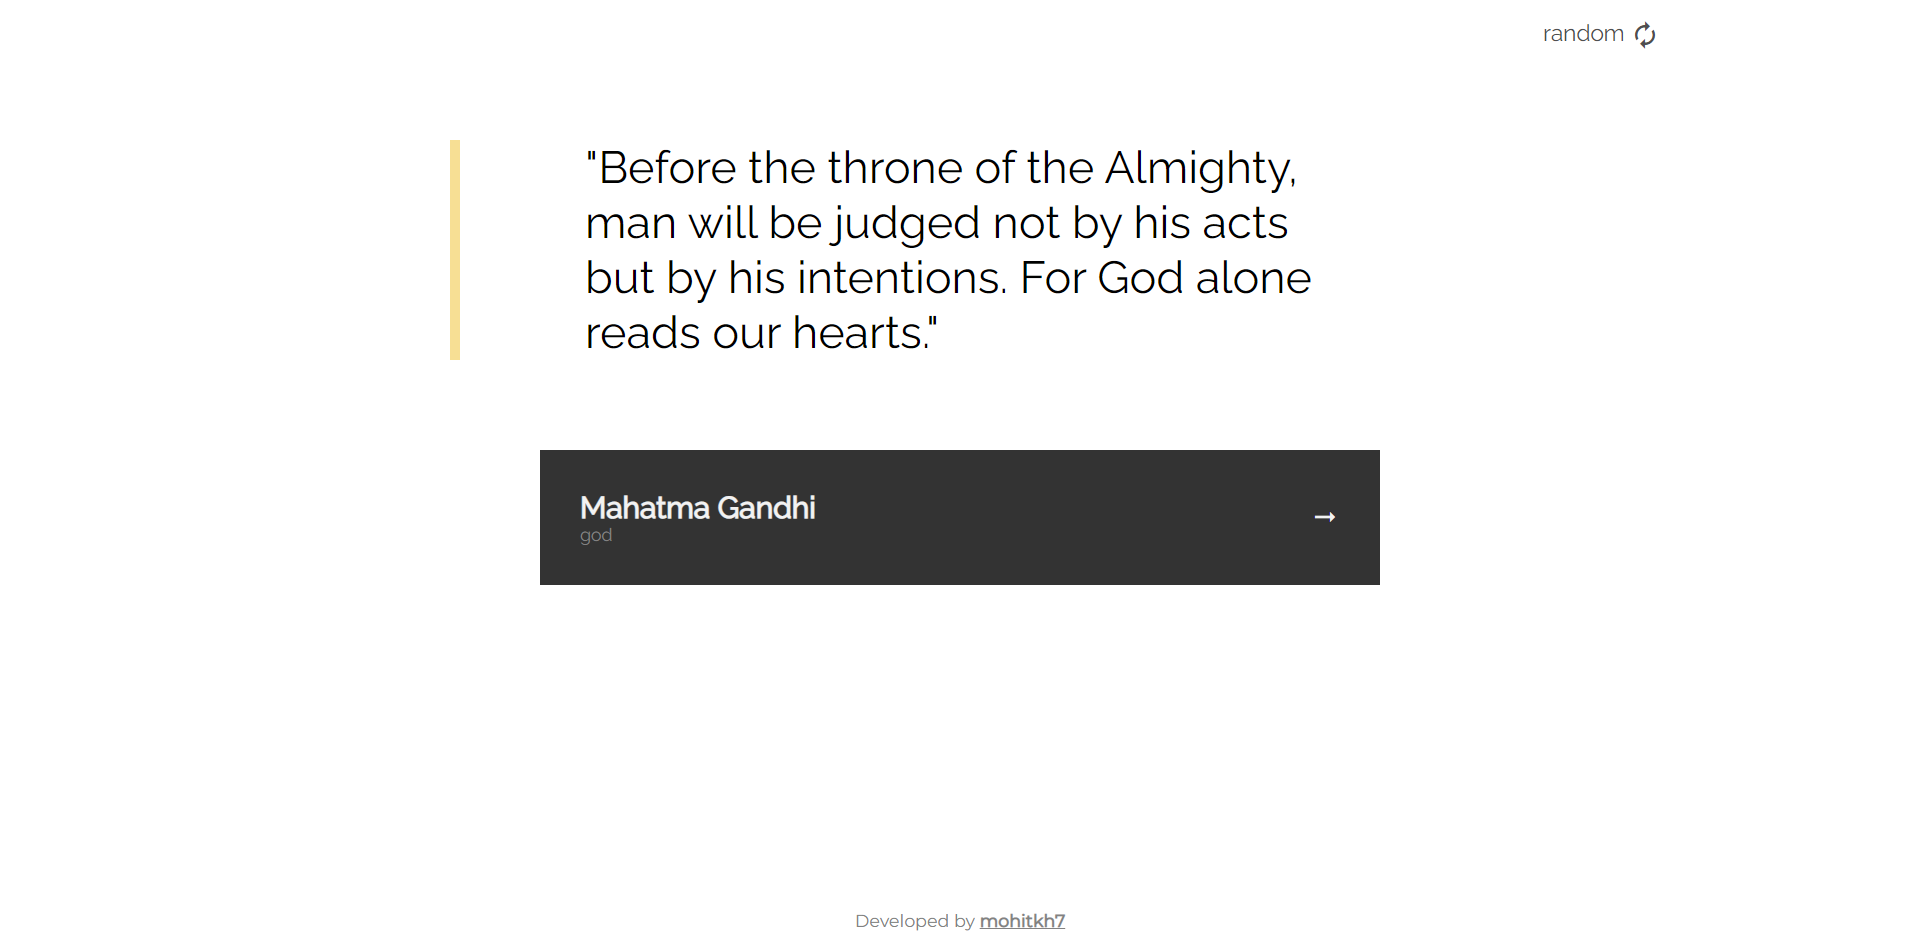 random
"Before the throne of the Almighty,
man will be judged not by his acts
but by his intentions. For God alone
reads our hearts."
Mahatma Gandhi
god
Developed by mohitkh7